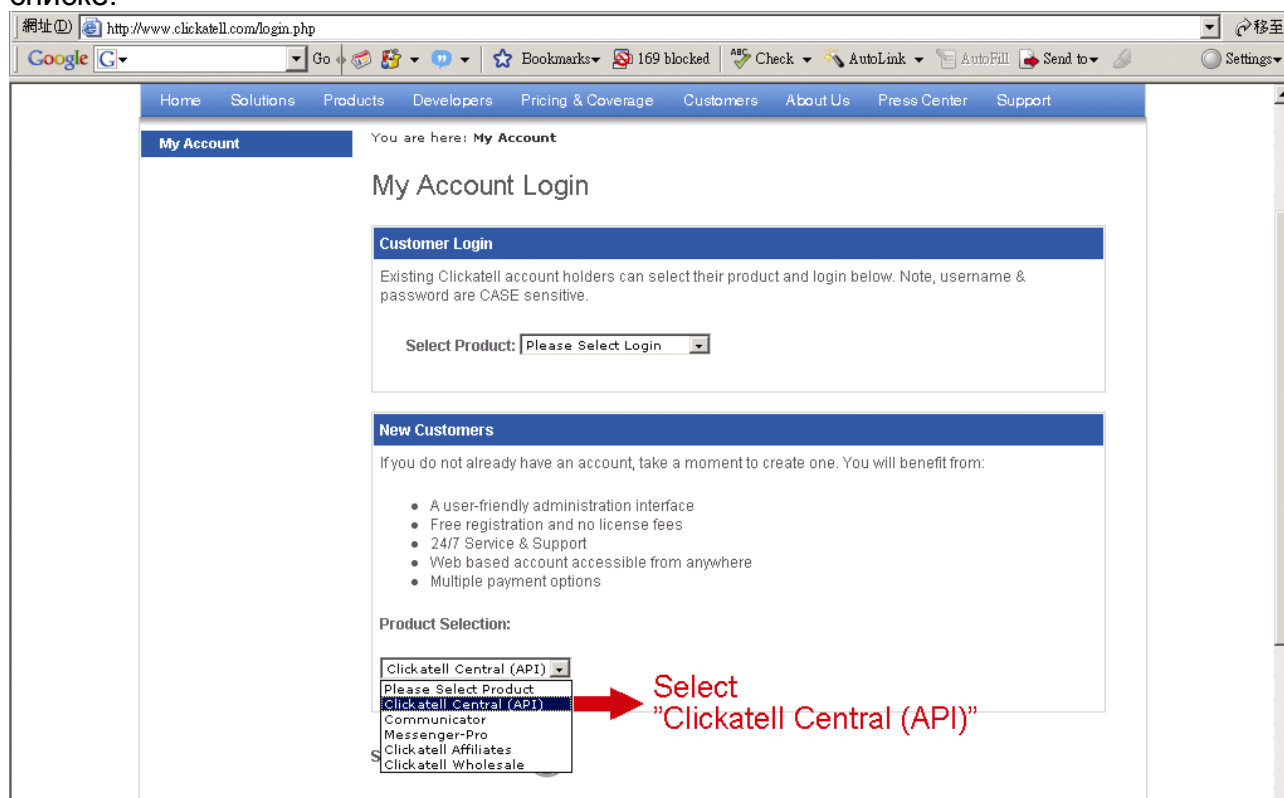 списке.
網址(D) http://www.clickatell.com/login.php 移至
Google G Go Bookmarks 169 blocked ABC Check AutoLink AutoFill Send to Settings
Home Solutions Products Developers Pricing & Coverage Customers About Us Press Center Support
My Account
You are here: My Account
My Account Login
Customer Login
Existing Clickatell account holders can select their product and login below. Note, username &
password are CASE sensitive.
Select Product: Please Select Login
New Customers
If you do not already have an account, take a moment to create one. You will benefit from:
• A user-friendly administration interface
• Free registration and no license fees
• 24/7 Service & Support
• Web based account accessible from anywhere
• Multiple payment options
Product Selection:
Clickatell Central (API)
Please Select Product
Clickatell Central (API)
Communicator
Messenger-Pro
Clickatell Affiliates
Clickatell Wholesale
Select
"Clickatell Central (API)"
S